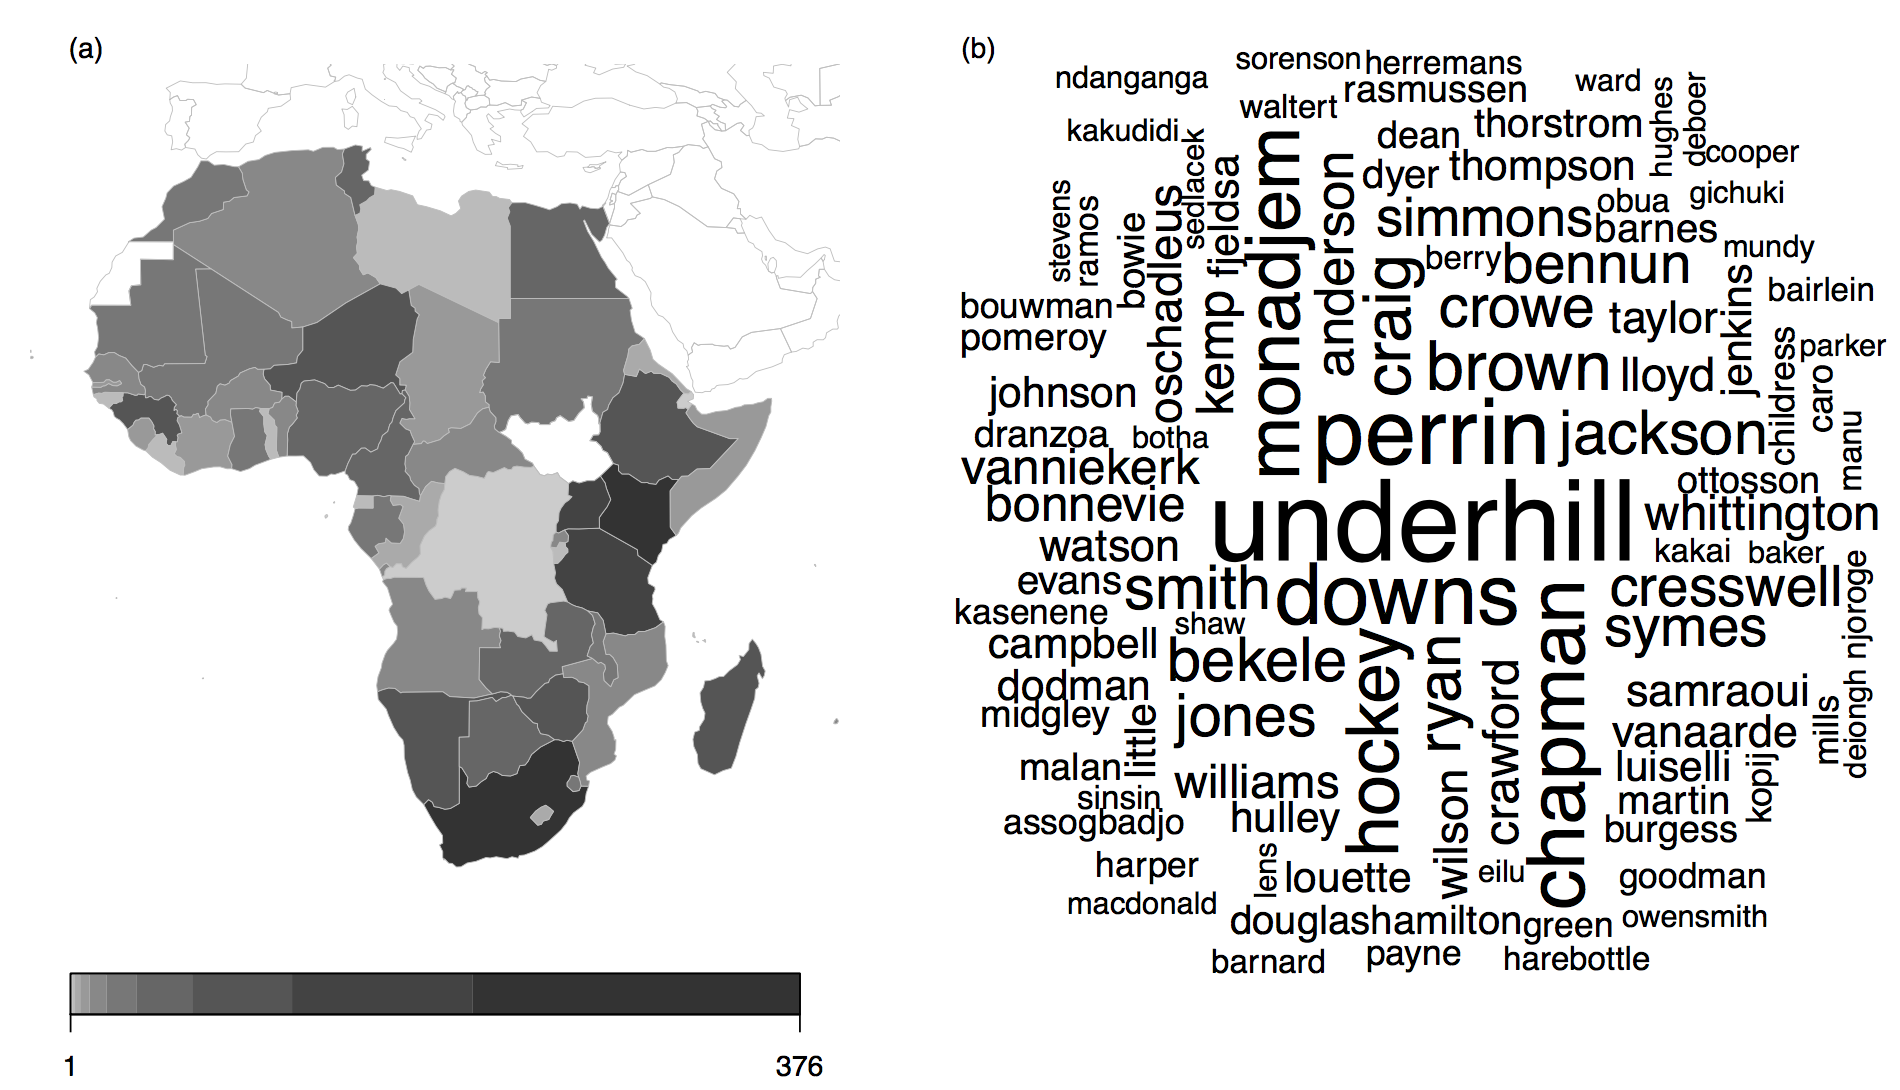 (a)
1
376
(b)
sorenson
herremans
ndanganga
rasmussen
ward
waltert
hughes
deboer
kakudidi
dean
thorstrom
sedlacek
cooper
dyer
thompson
stevens
ramos
fjeldsa
monadjem
anderson
obua
gichuki
bowie
oschadleus
simmons
barnes
mundy
berry
bennun
kemp
craig
jenkins
bairlein
bouwman
crowe
taylor
pomeroy
childress
parker
brown
lloyd
caro
johnson
manu
dranzoa
botha
perrin
jackson
vanniekerk
ottosson
bonnevie
underhill
whittington
watson
kakai
baker
evans
smith
downs
chapman
cresswell
njoroge
kasenene
shaw
symes
campbell
hockey
ryan
crawford
bekele
dodman
samraoui
deiongh
midgley
little
jones
vanaarde
mills
malan
williams
wilson
luiselli
kopij
sinsin
martin
assogbadjo
hulley
burgess
harper
lens
louette
eilu
goodman
macdonald
douglashamilton
green
owensmith
barnard
payne
harebottle